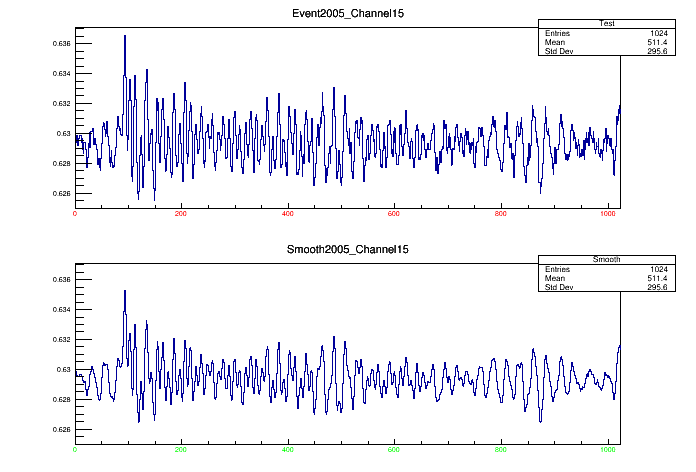 Event2005_Channel15
Test
Entries 1024
Mean 511.4
Std Dev 295.6
0.636
0.634
0.632
0.63
0.628
0.626
0 200 400 600 800 1000
Smooth2005_Channel15
Smooth
Entries 1024
Mean 511.4
Std Dev 295.6
0.636
0.634
0.632
0.63
0.628
0.626
0 200 400 600 800 1000